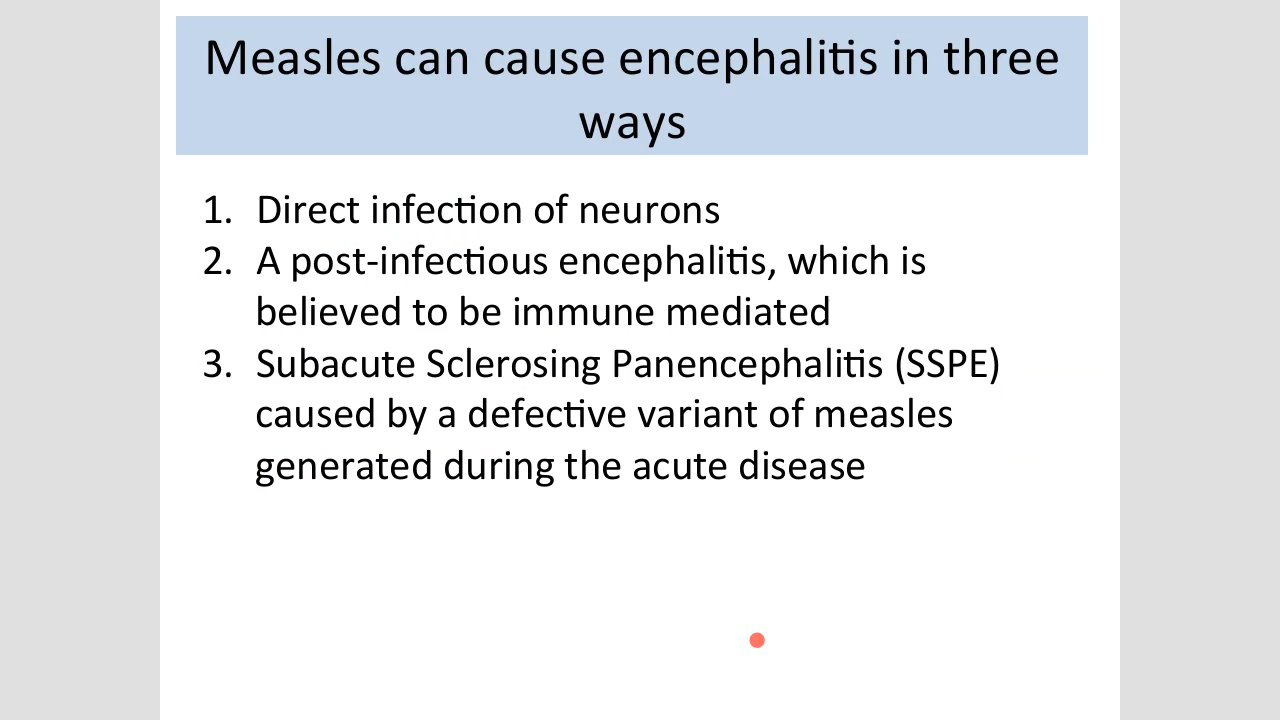 Measles can cause encephalitis in three
ways
1. Direct infection of neurons
2. A post-infectious encephalitis, which is
believed to be immune mediated
3. Subacute Sclerosing Panencephalitis (SSPE)
caused by a defective variant of measles
generated during the acute disease